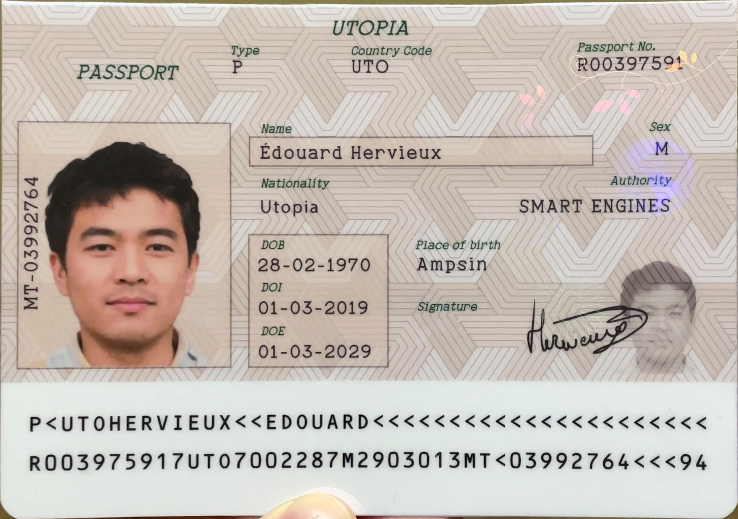 UTOPIA
PASSPORT
Type
P
Country Code
UTO
Passport No.
R00397591
Name
Édouard Hervieux
Sex
M
Nationality
Utopia
Authority
SMART ENGINES
MT-03992764
DOB
28-02-1970
Place of birth
Ampsin
DOI
01-03-2019
Signature
Hervieux
DOE
01-03-2029
P<UTOHERVIEUX<<EDOUARD<<<<<<<<<<<<<<<<<<<<<<
R003975917UTO7002287M2903013MT<03992764<<<94